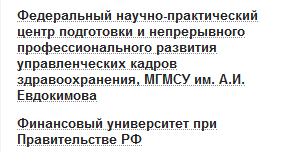 Федеральный научно-практический
центр подготовки и непрерывного
профессионального развития
управленческих кадров
здравоохранения, МГМСУ им. А.И.
Евдокимова
Финансовый университет при
Правительстве РФ